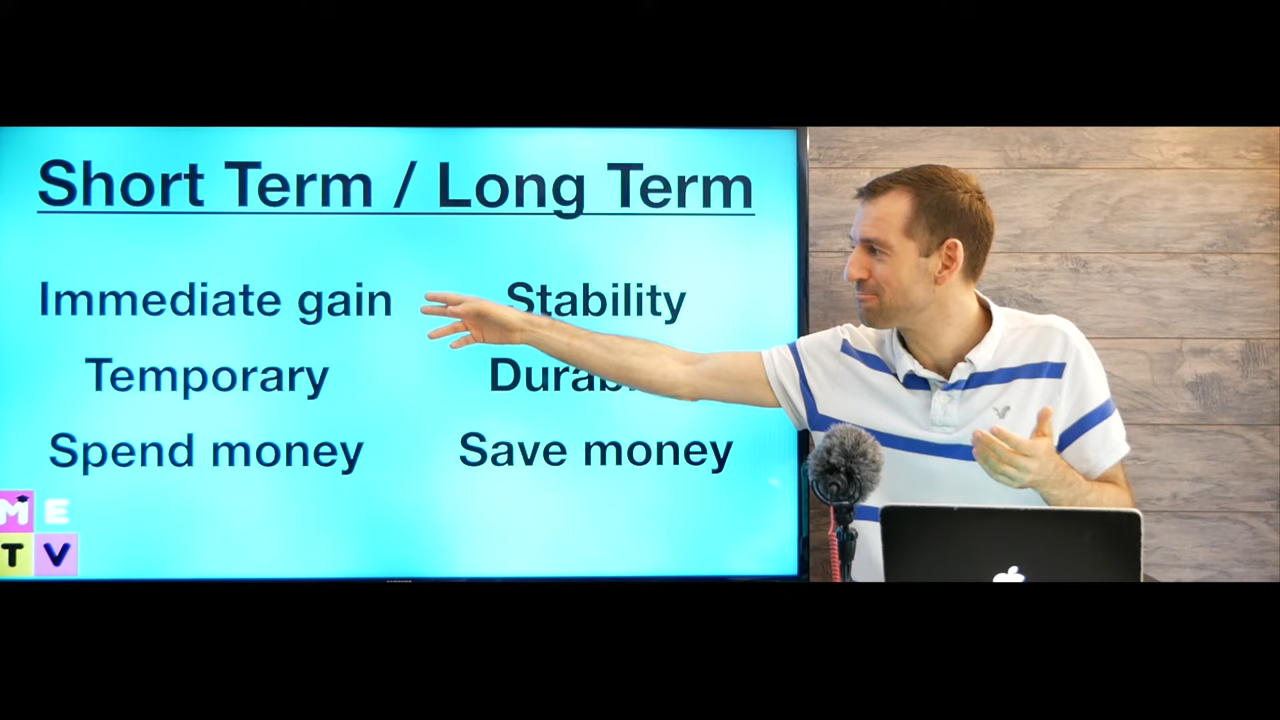 Short Term / Long Term
Immediate gain Stability
Temporary
Spend money Save money
M E
T V